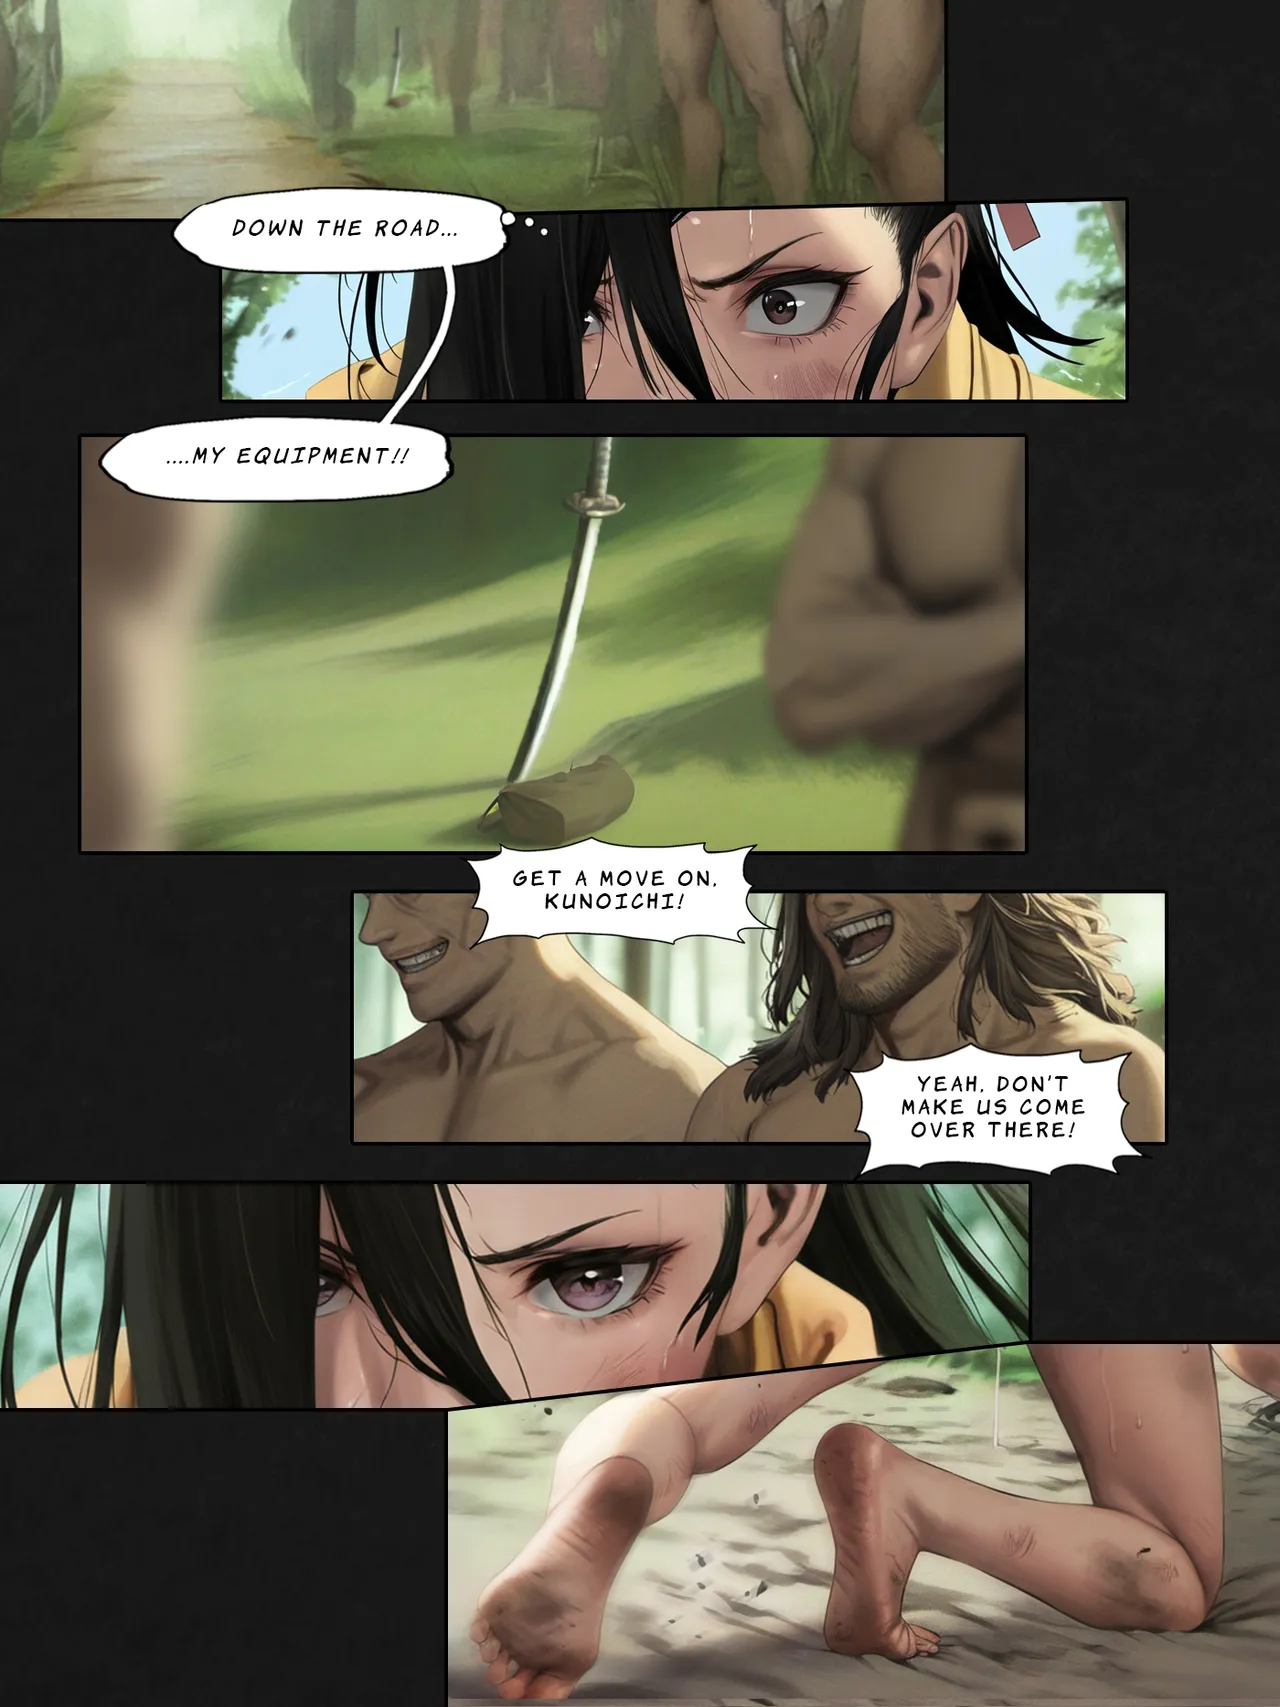 DOWN THE ROAD...
....MY EQUIPMENT!!
GET A MOVE ON,
KUNOICHI!
YEAH, DON'T
MAKE US COME
OVER THERE!